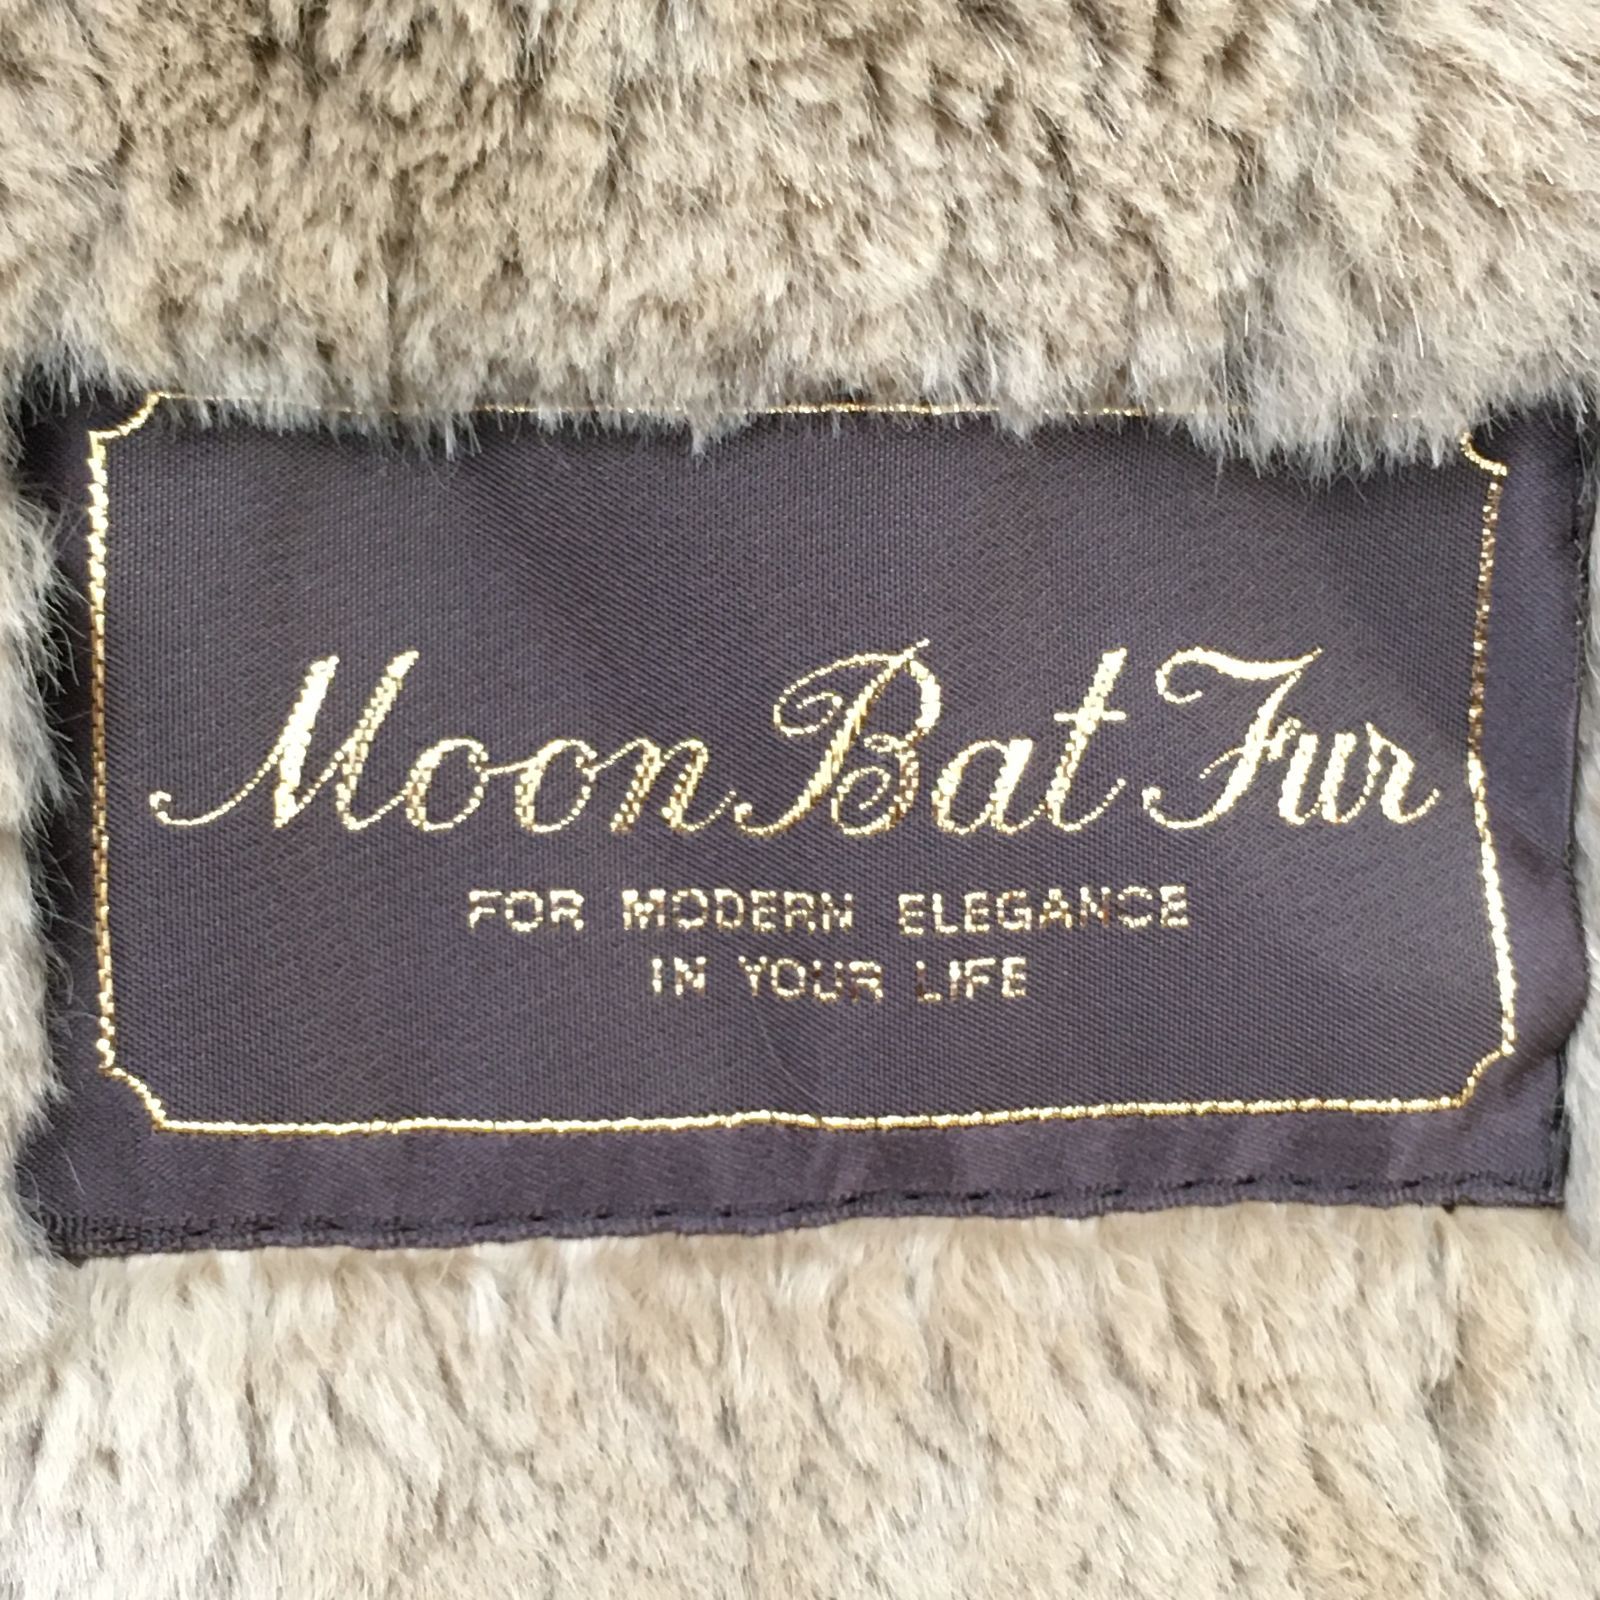 Moon Bat Fur
FOR MODERN ELEGANCE
IN YOUR LIFE